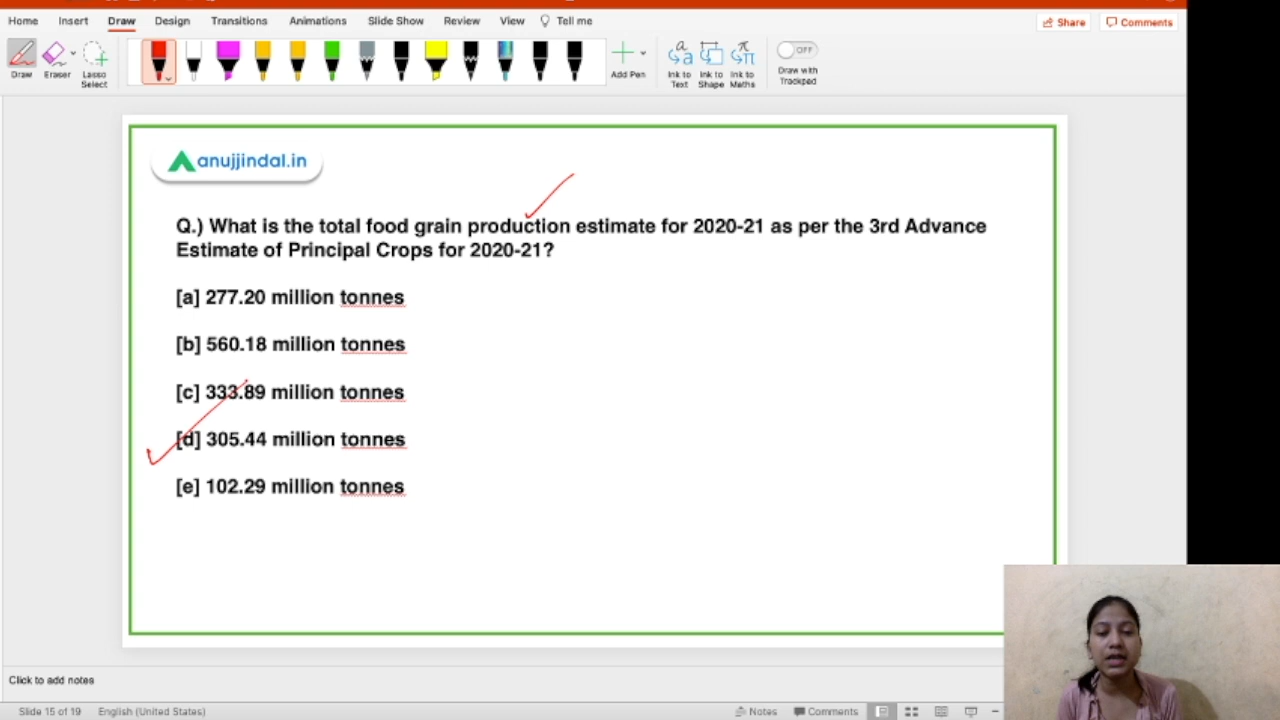 Home Insert Draw Design Transitions Animations Slide Show Review View Tell me
Share Comments
Draw Eraser Lasso Select Add Pen Ink to Text Ink to Shape Ink to Maths OFF Draw with Trackpad
anujjindal.in
Q.) What is the total food grain production estimate for 2020-21 as per the 3rd Advance
Estimate of Principal Crops for 2020-21?
[a] 277.20 million tonnes
[b] 560.18 million tonnes
[c] 333.89 million tonnes
[d] 305.44 million tonnes
[e] 102.29 million tonnes
Click to add notes
Slide 15 of 19 English (United States) Notes Comments